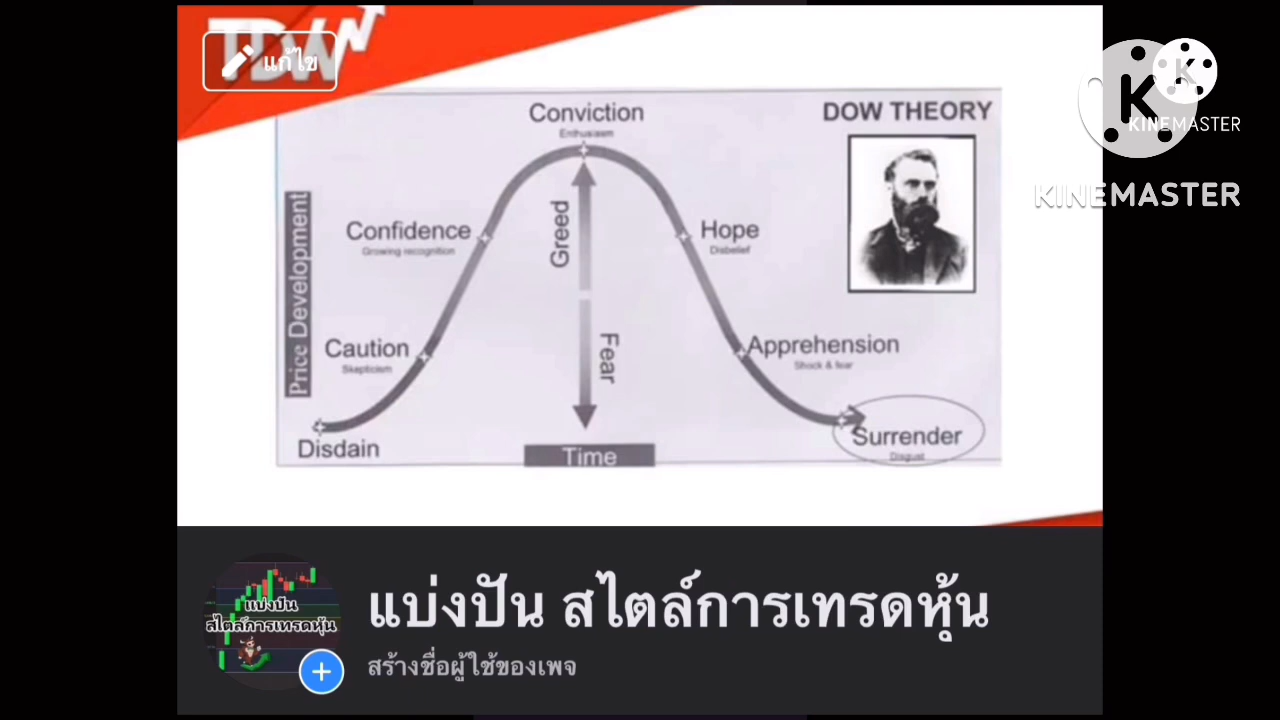 TDW
แก้ไข
Conviction
Enthusiasm
DOW THEORY
Confidence
Growing recognition
Greed
Hope
Disbelief
Price Development
Caution
Skepticism
Fear
Apprehension
Shock & fear
Disdain
Time
Surrender
Disgust
K
K
KINEMASTER
KINEMASTER
แบ่งปัน
สไตล์การเทรดหุ้น
แบ่งปัน สไตล์การเทรดหุ้น
สร้างชื่อผู้ใช้ของเพจ